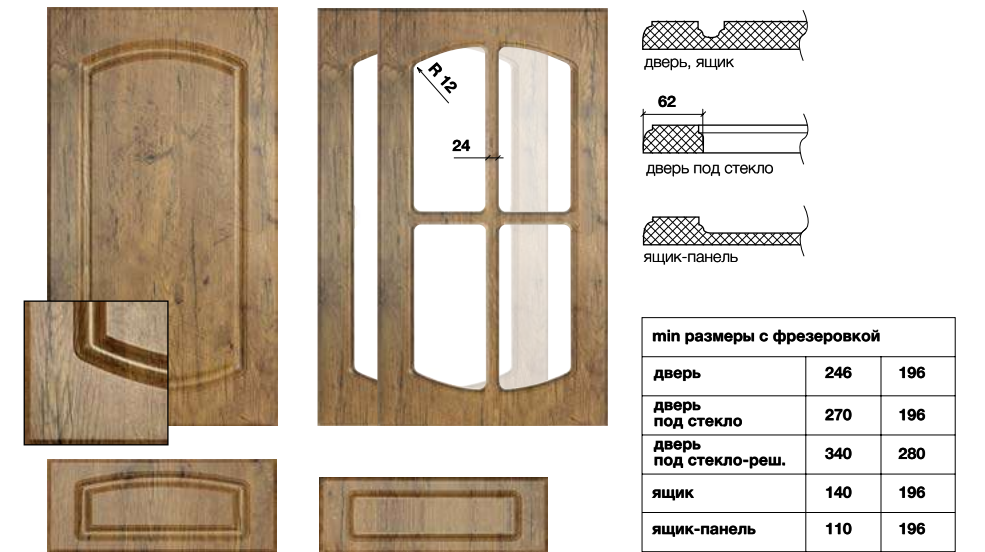 R 12
24
дверь, ящик
62
дверь под стекло
ящик-панель
min размеры с фрезеровкой
дверь 246 196
дверь
под стекло 270 196
дверь
под стекло-реш. 340 280
ящик 140 196
ящик-панель 110 196